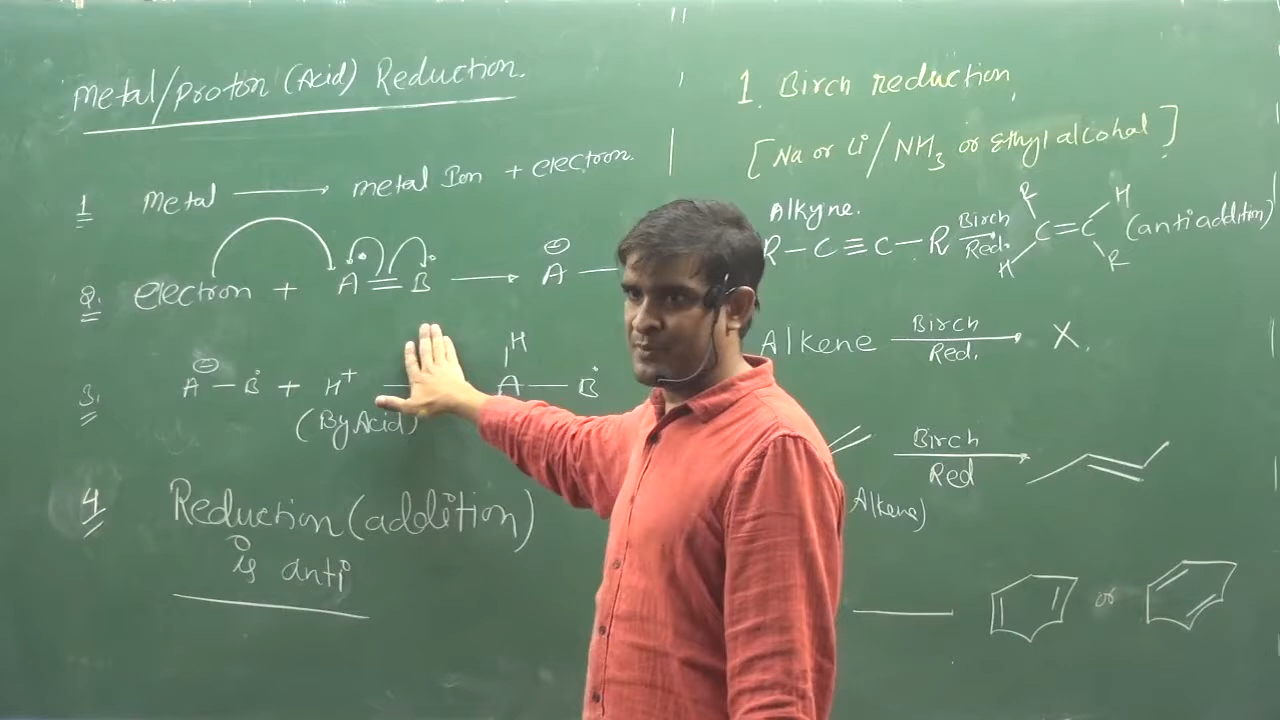 Metal/proton (Acid) Reduction.
1 Metal → metal Ion + electron.
2. electron + A=B → A⊖ —
3. A⊖ — Ḃ + H⁺ → A — Ḃ
H
(By Acid)
4 Reduction (addition)
is anti
1. Birch reduction,
[Na or Li/NH3 or Ethyl alcohal]
Alkyne.
R—C≡C—R Birch Red. R H C=C H R (anti addition)
Alkene Birch Red. X.
Birch
Red
Alkene)
or